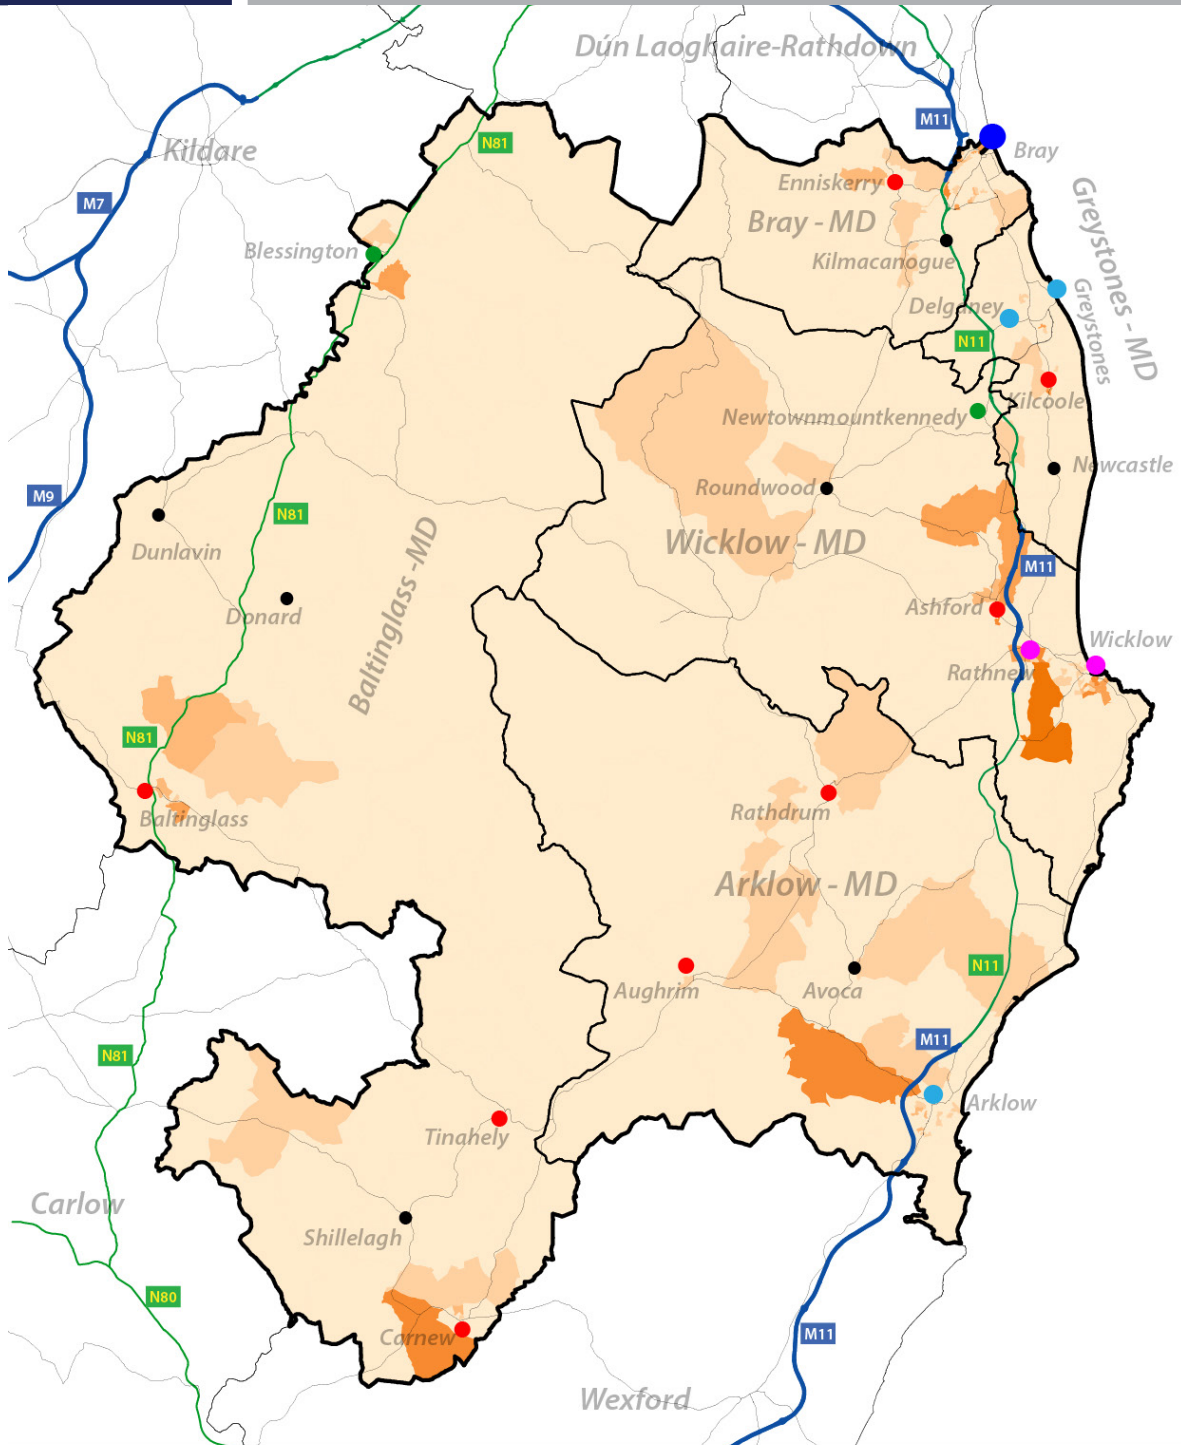 Dún Laoghaire-Rathdown
M11
N81
Kildare
Bray
Enniskerry
M7
Bray - MD
Greystones - MD
Blessington
Kilmacanogue
Greystones
Delganey
N11
Kilcoole
Newtownmountkennedy
Newcastle
Roundwood
M9
N81
Baltinglass -MD
Wicklow - MD
Dunlavin
M11
Ashford
Donard
Wicklow
Rathnew
N81
Rathdrum
Baltinglass
Arklow - MD
N11
Aughrim
Avoca
M11
N81
Arklow
Tinahely
Carlow
Shillelagh
N80
M11
Carnew
Wexford